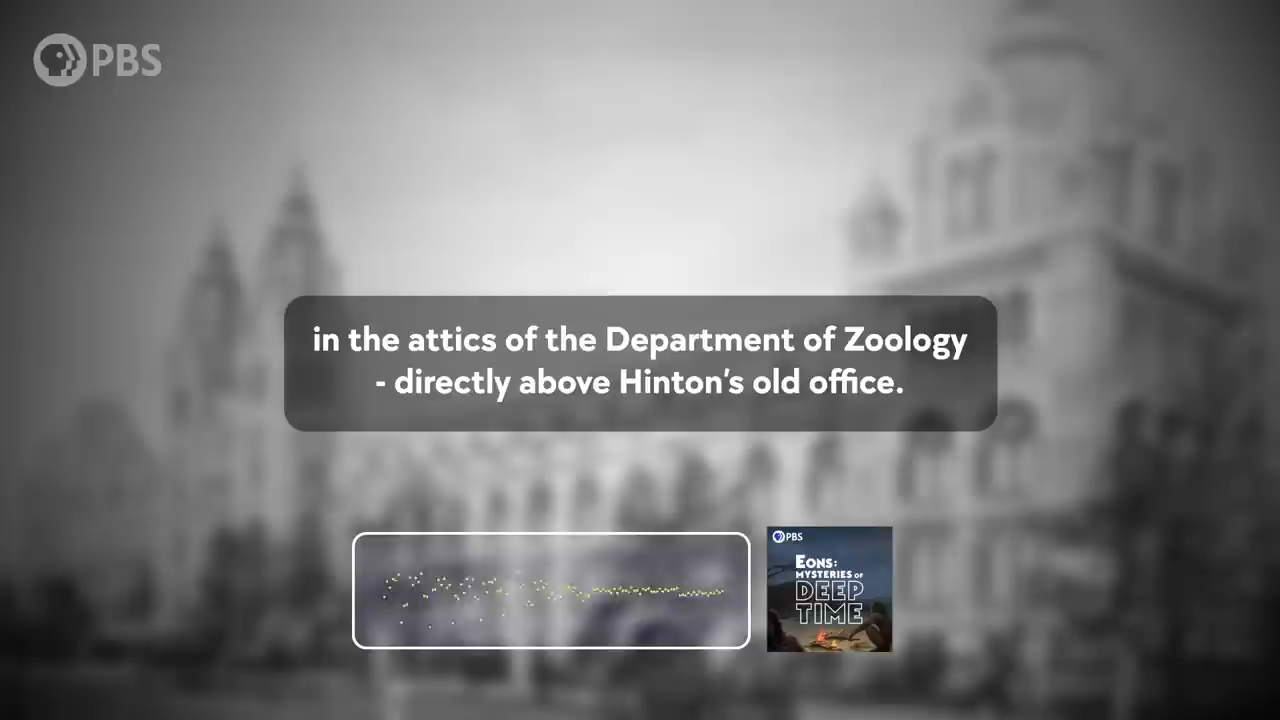 PBS
in the attics of the Department of Zoology
- directly above Hinton's old office.
PBS
EONS:
MYSTERIES OF
DEEP
TIME